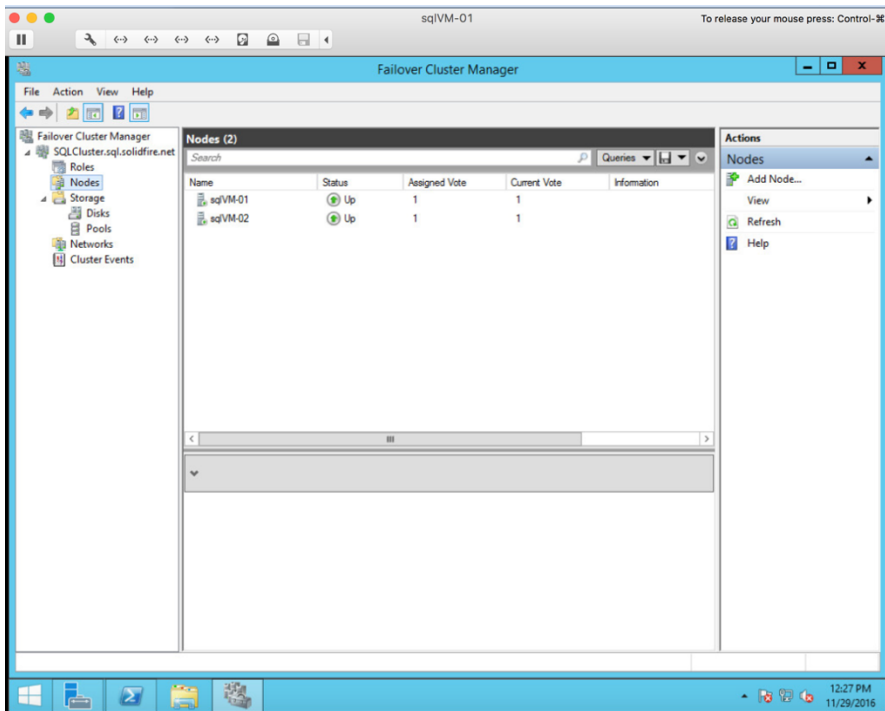 sqlVM-01
To release your mouse press: Control-⌘
Failover Cluster Manager
File Action View Help
Failover Cluster Manager
SQLCluster.sql.solidfire.net
Roles
Nodes
Storage
Disks
Pools
Networks
Cluster Events
Nodes (2)
Search
Queries
Name Status Assigned Vote Current Vote Information
sqlVM-01 Up 1 1
sqlVM-02 Up 1 1
Actions
Nodes
Add Node...
View
Refresh
Help
12:27 PM
11/29/2016